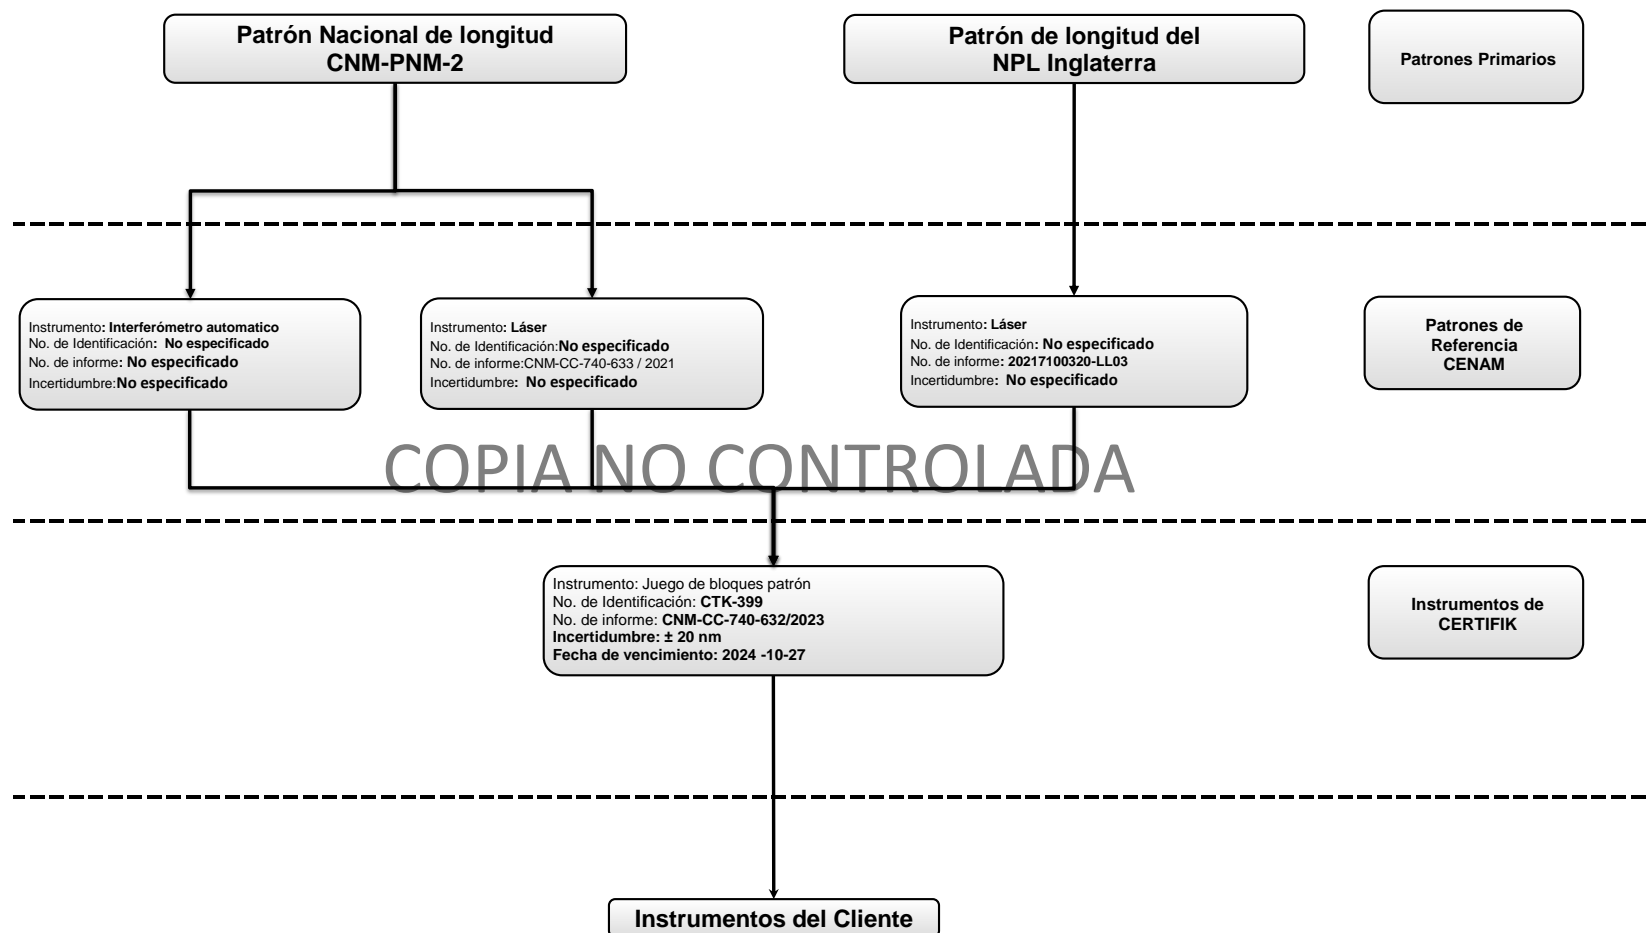 Patrón Nacional de longitud
CNM-PNM-2
Patrón de longitud del
NPL Inglaterra
Patrones Primarios
Instrumento: Interferómetro automatico
No. de Identificación: No especificado
No. de informe: No especificado
Incertidumbre:No especificado
Instrumento: Láser
No. de Identificación:No especificado
No. de informe:CNM-CC-740-633 / 2021
Incertidumbre: No especificado
Instrumento: Láser
No. de Identificación: No especificado
No. de informe: 20217100320-LL03
Incertidumbre: No especificado
Patrones de
Referencia
CENAM
COPIA NO CONTROLADA
Instrumento: Juego de bloques patrón
No. de Identificación: CTK-399
No. de informe: CNM-CC-740-632/2023
Incertidumbre: ± 20 nm
Fecha de vencimiento: 2024 -10-27
Instrumentos de
CERTIFIK
Instrumentos del Cliente